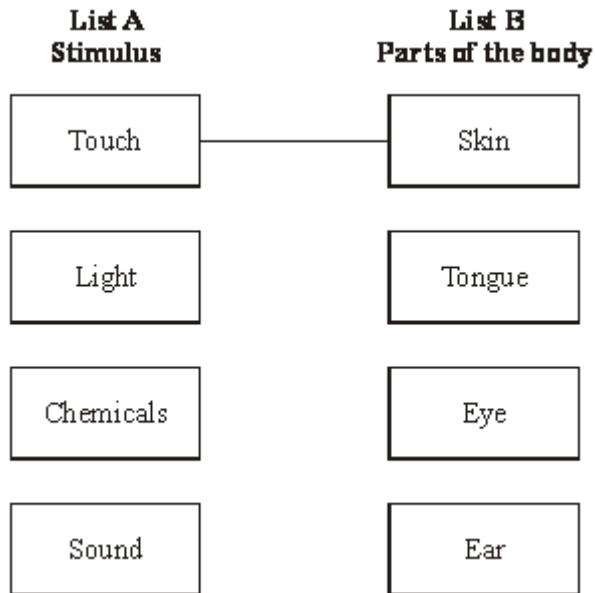 List A
Stimulus
List B
Parts of the body
Touch
Skin
Light
Tongue
Chemicals
Eye
Sound
Ear